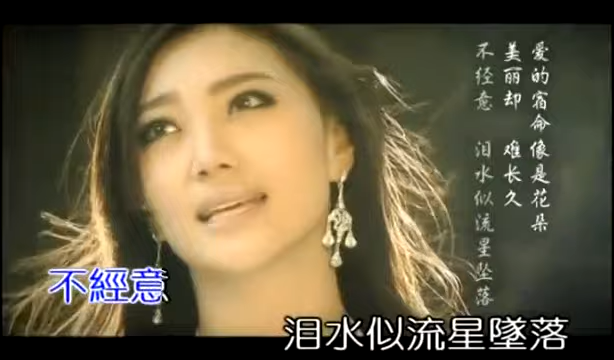 爱的宿命像是花朵
美丽却 难长久
不经意 泪水似流星坠落
不經意
泪水似流星墜落